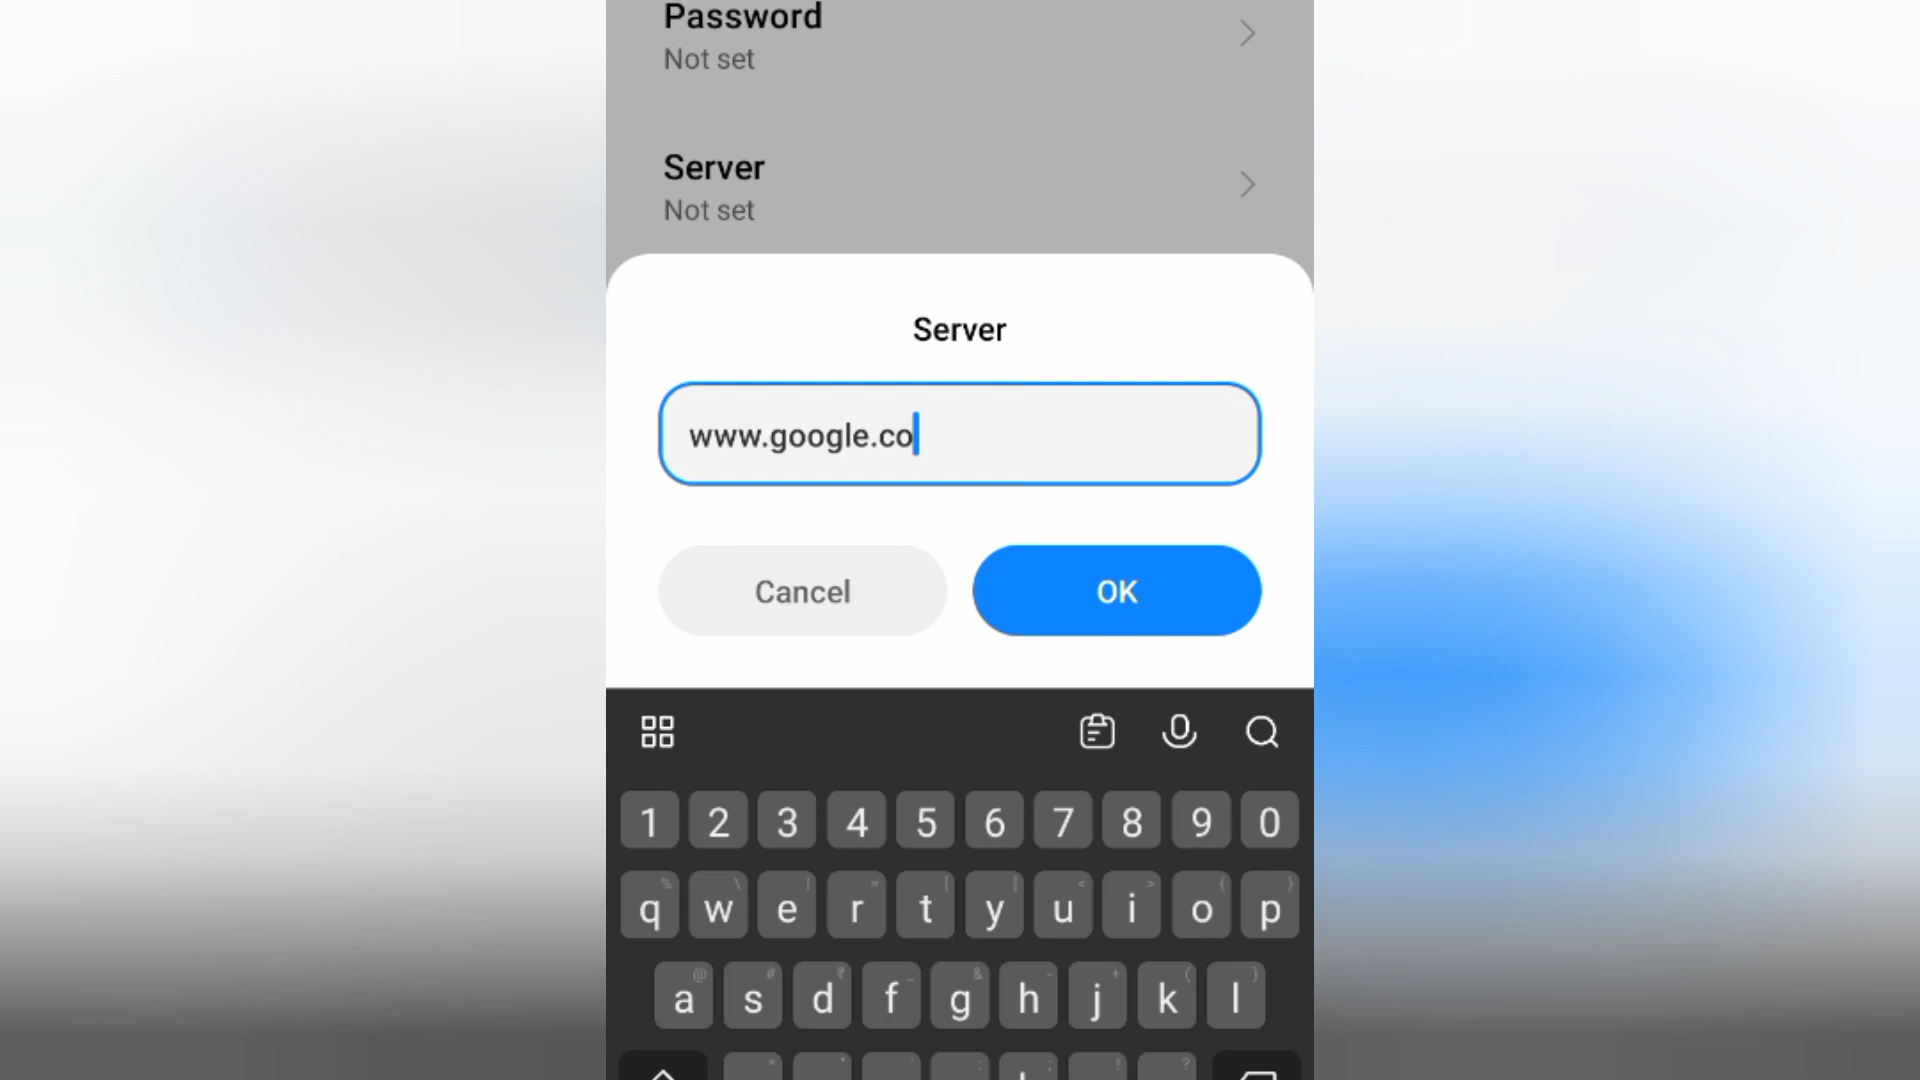 Password
Not set
Server
Not set
Server
www.google.co
Cancel
OK
1 2 3 4 5 6 7 8 9 0
q w e r t y u i o p
a s d f g h j k l